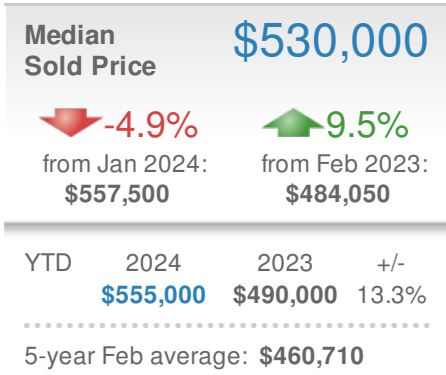 Median $530,000
Sold Price
-4.9% 9.5%
from Jan 2024: from Feb 2023:
$557,500 $484,050
YTD 2024 2023 +/-
$555,000 $490,000 13.3%
5-year Feb average: $460,710